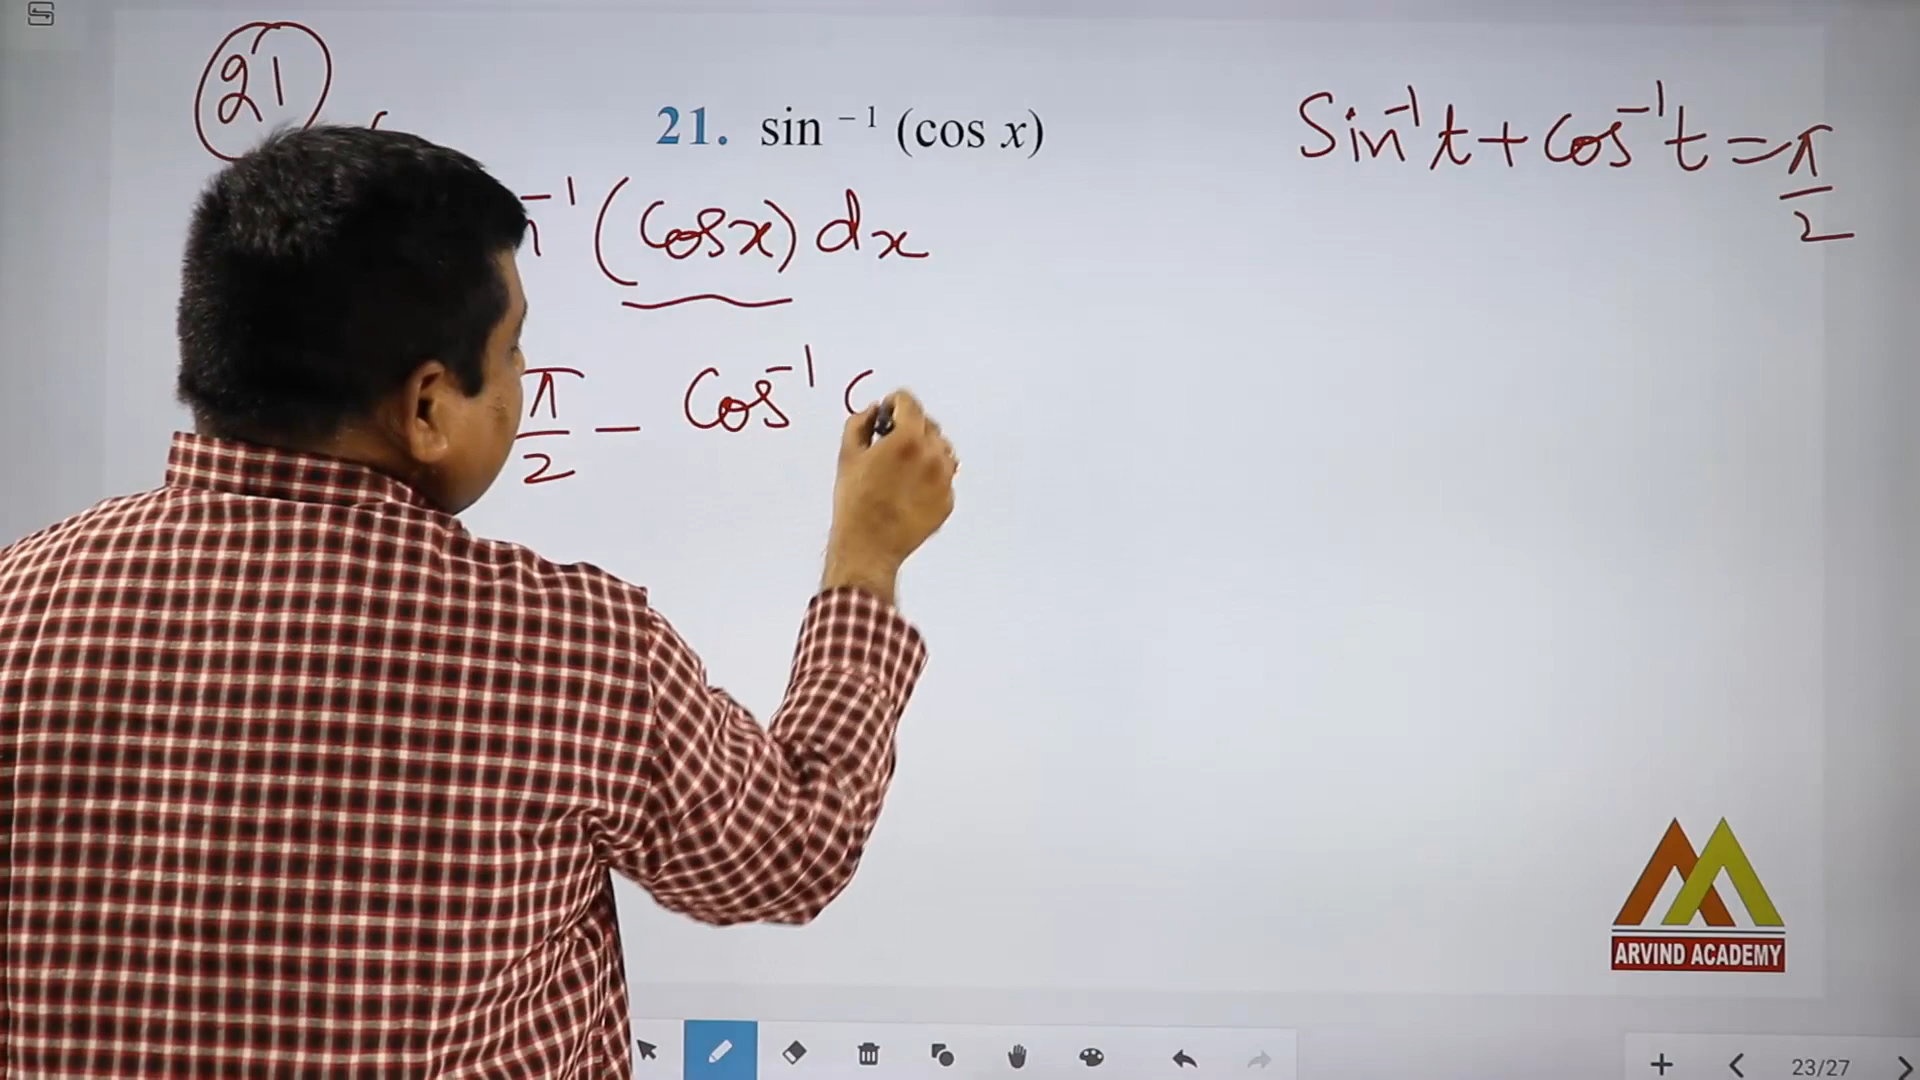 21
21. sin⁻¹ (cos x)
Sin⁻¹t + Cos⁻¹t = π/2
⁻¹ (Cosx) dx
π/2 - Cos⁻¹ C
ARVIND ACADEMY
23/27